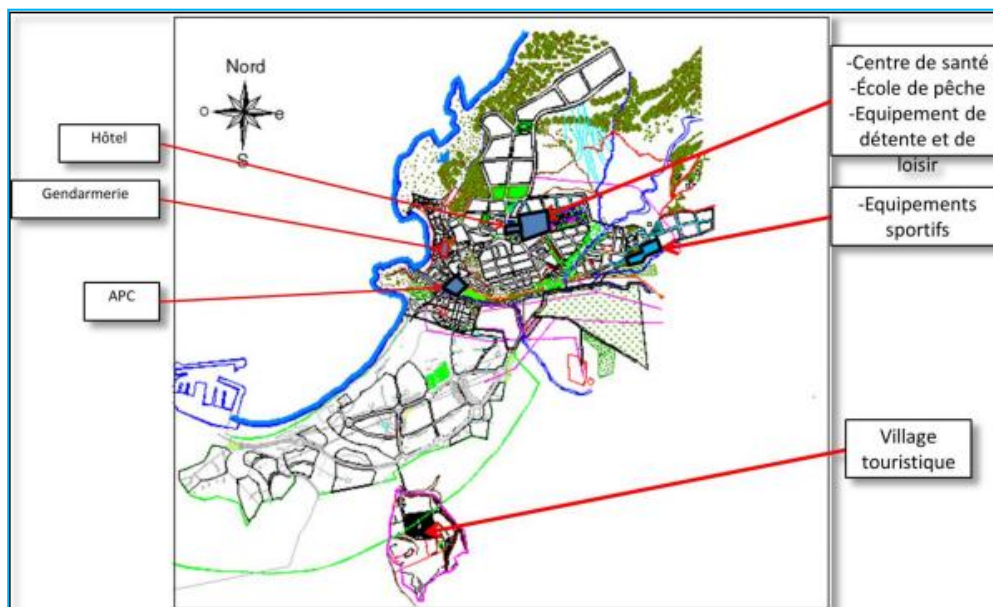 Nord
o
e
S
Hôtel
Gendarmerie
APC
-Centre de santé
-École de pêche
-Equipement de
détente et de
loisir
-Equipements
sportifs
Village
touristique